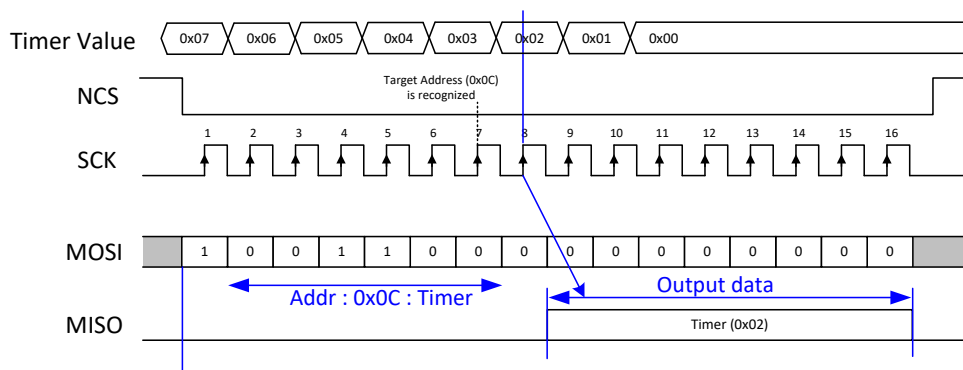 Timer Value 0x07 0x06 0x05 0x04 0x03 0x02 0x01 0x00
NCS
Target Address (0x0C)
is recognized
1 2 3 4 5 6 7 8 9 10 11 12 13 14 15 16
SCK
MOSI 1 0 0 1 1 0 0 0 0 0 0 0 0 0 0 0
Addr : 0x0C : Timer Output data
MISO Timer (0x02)